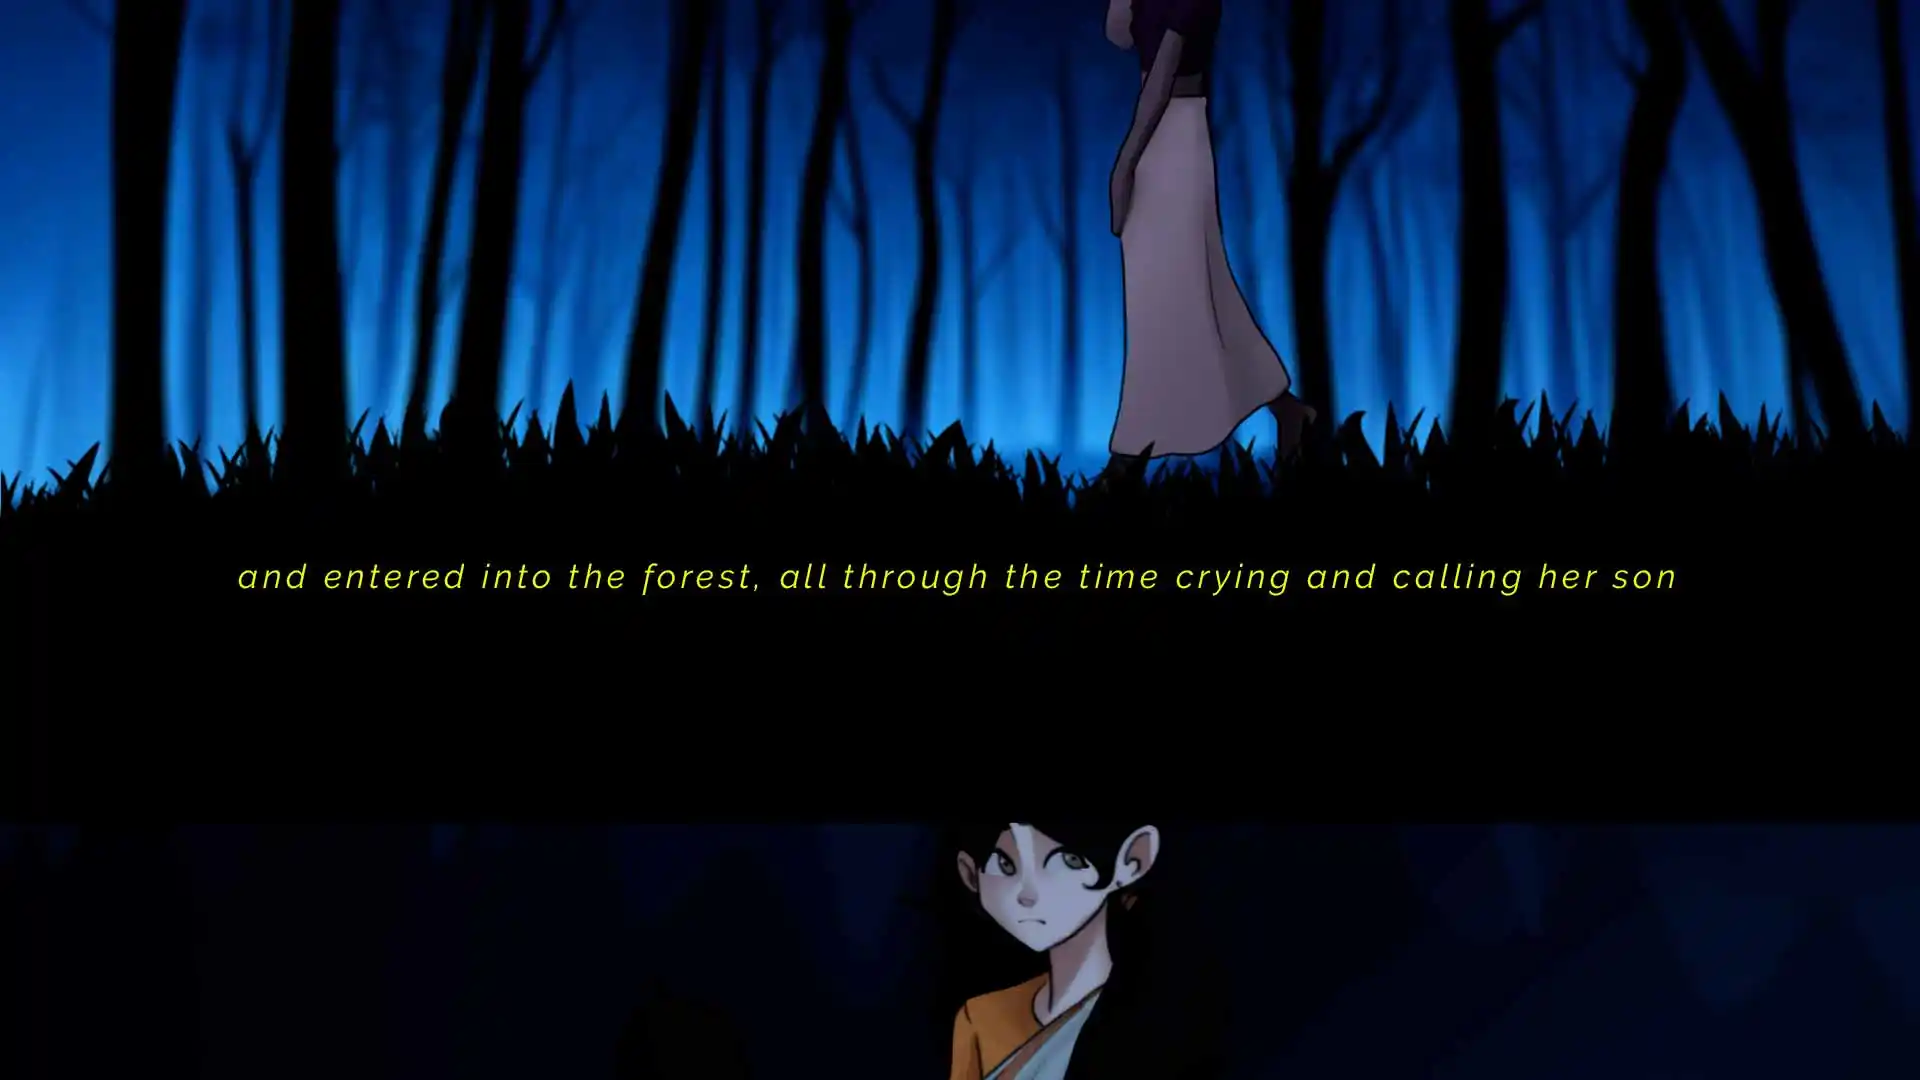 and entered into the forest, all through the time crying and calling her son